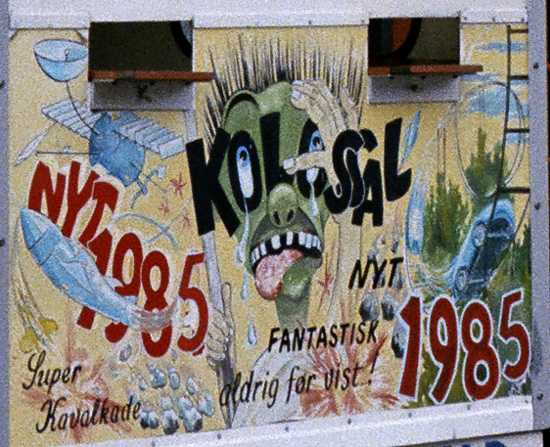 KOLOSSAL
NYT
1985
NYT
1985
FANTASTISK
aldrig før vist!
Super
Kavalkade